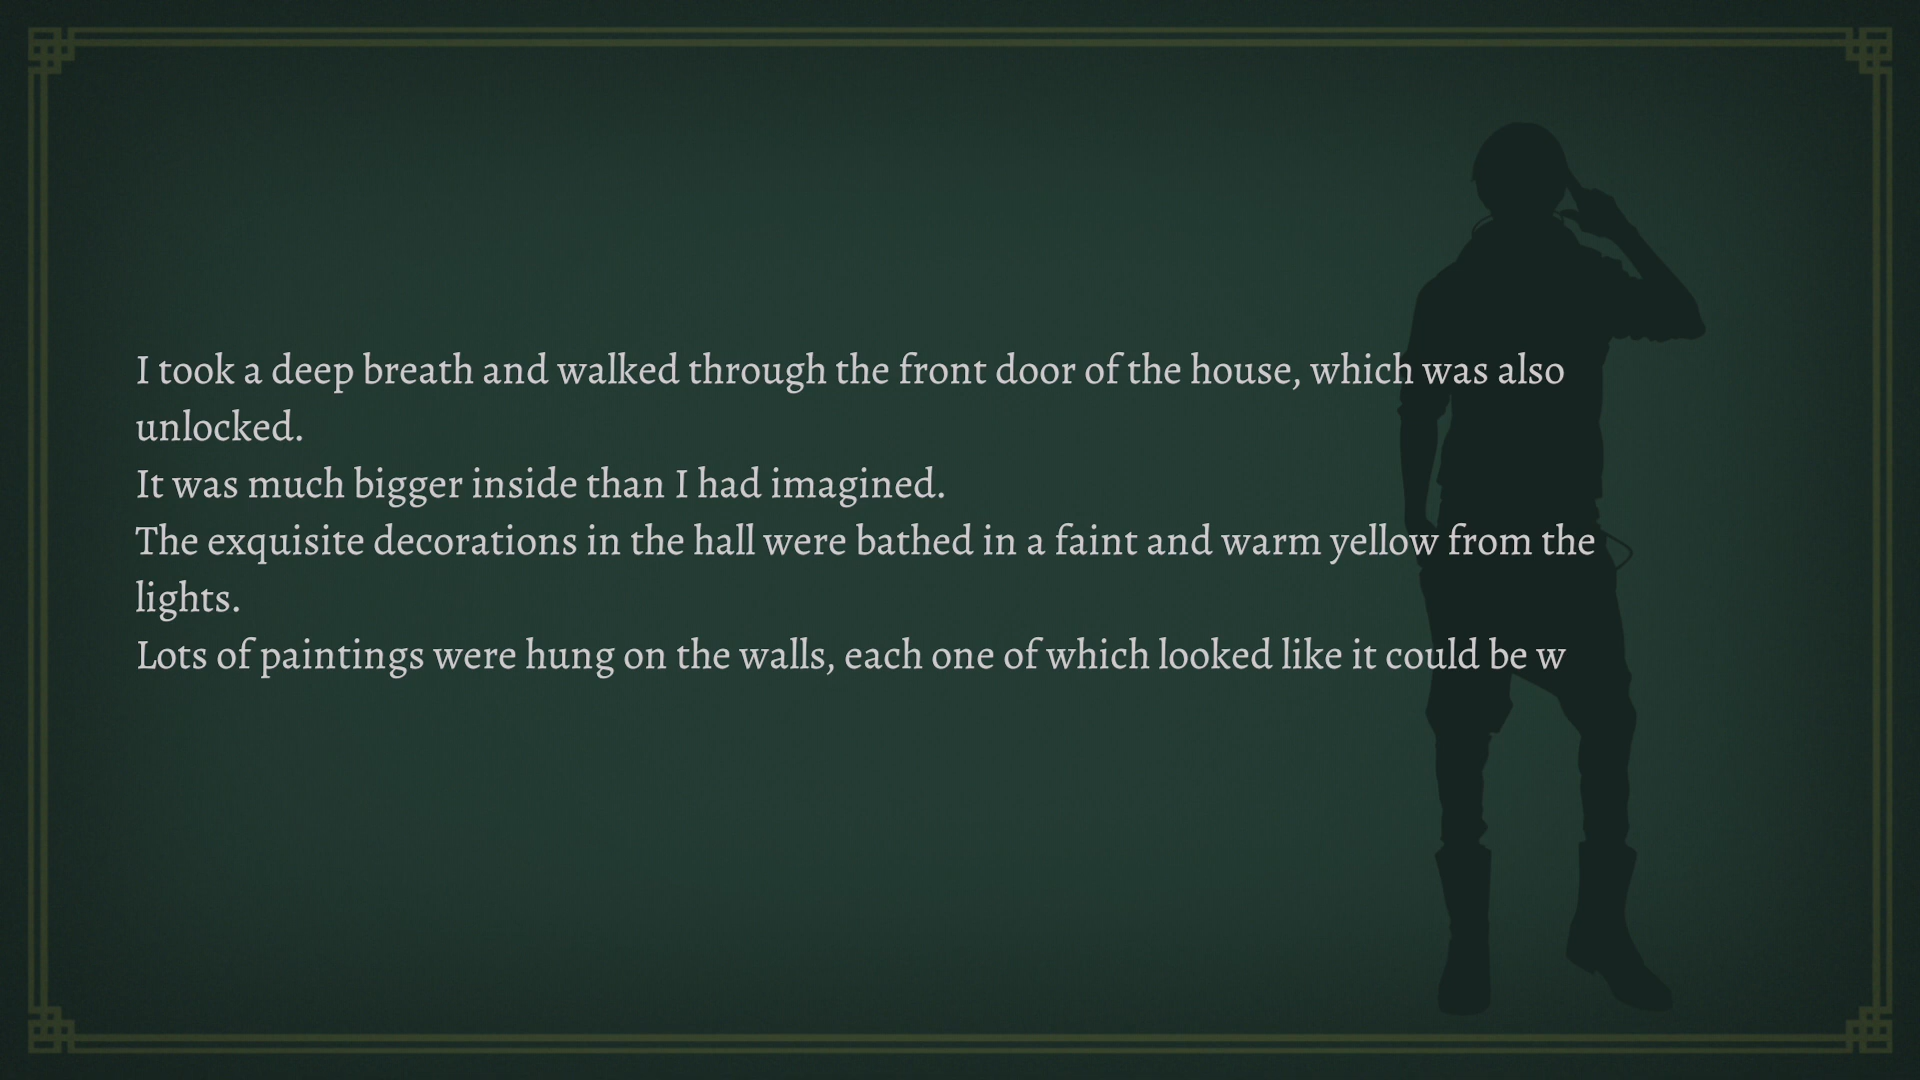 I took a deep breath and walked through the front door of the house, which was also
unlocked.
It was much bigger inside than I had imagined.
The exquisite decorations in the hall were bathed in a faint and warm yellow from the
lights.
Lots of paintings were hung on the walls, each one of which looked like it could be w